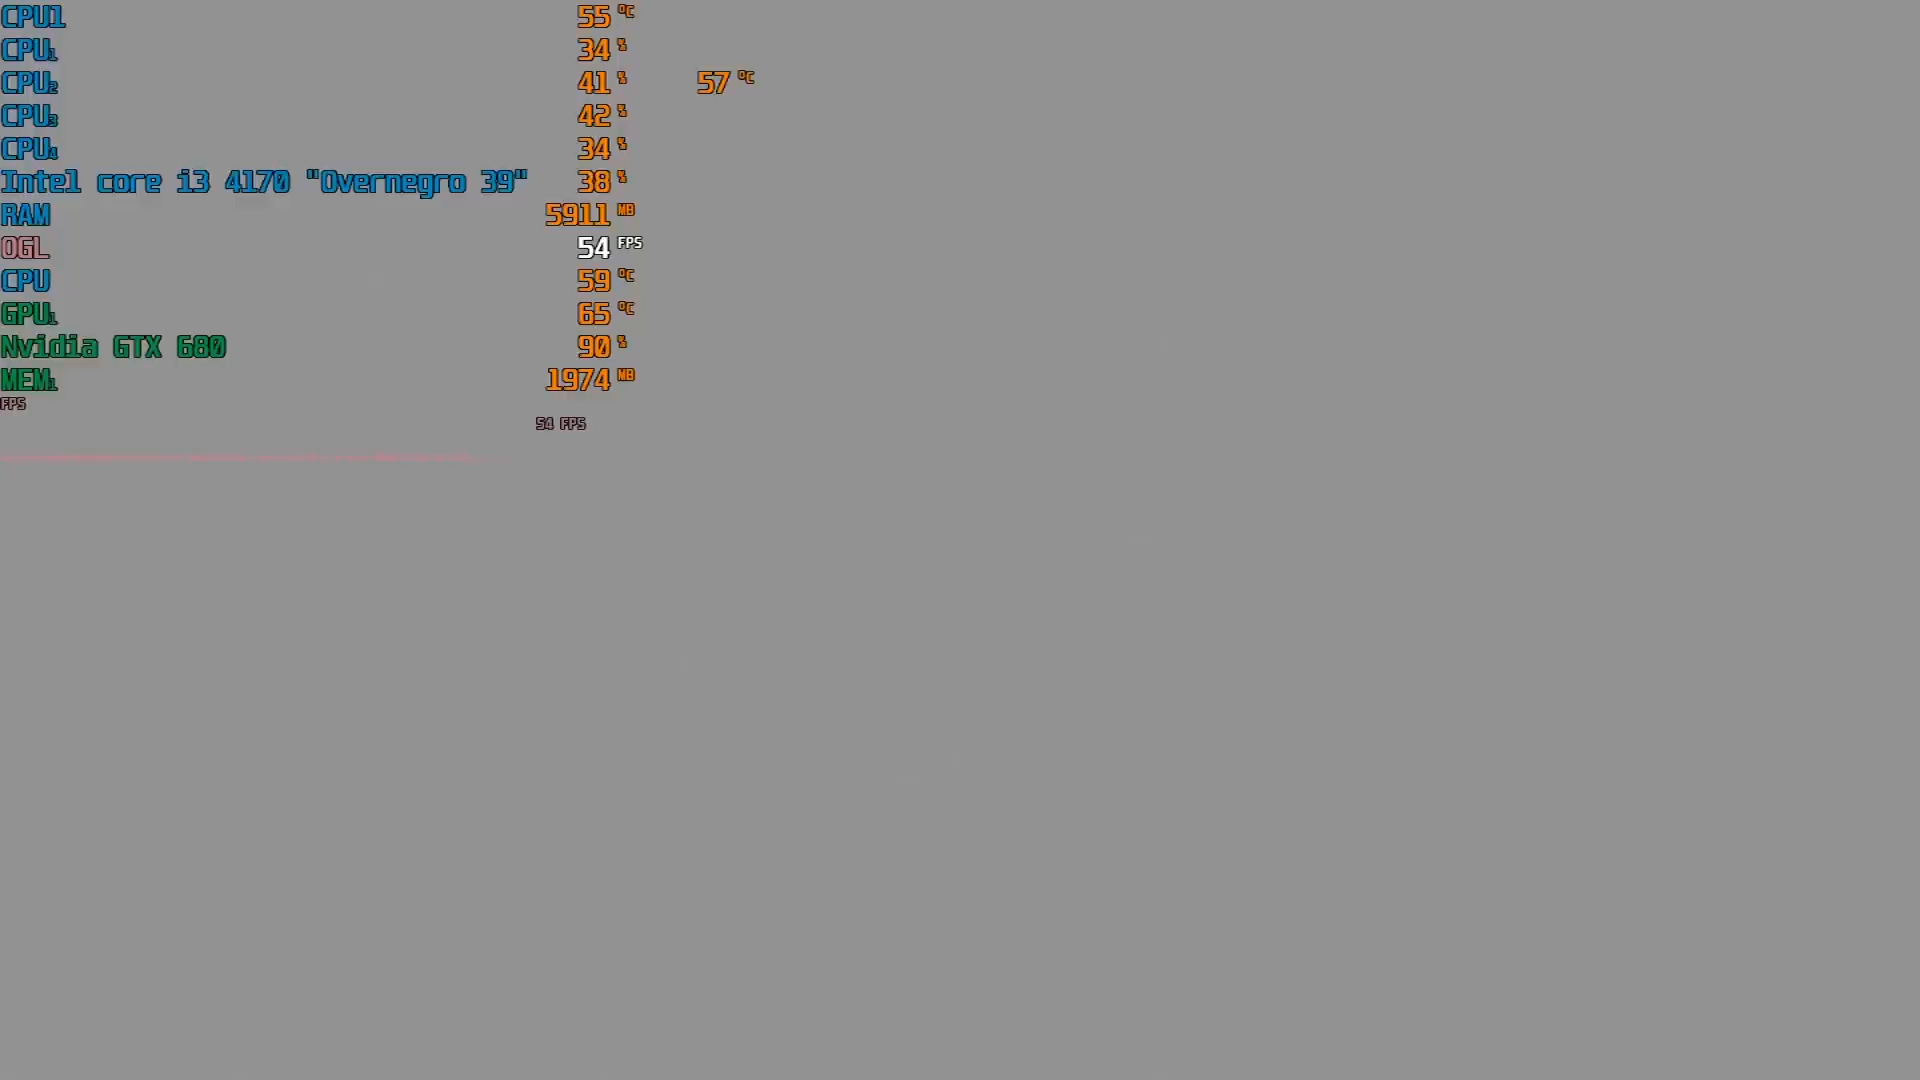 CPU1 55 °C
CPU1 34 %
CPU2 41 % 57 °C
CPU3 42 %
CPU4 34 %
Intel core i3 4170 "Overnegro 39" 38 %
RAM 5911 MB
OGL 54 FPS
CPU 59 °C
GPU1 65 °C
Nvidia GTX 680 90 %
MEM1 1974 MB
FPS
54 FPS